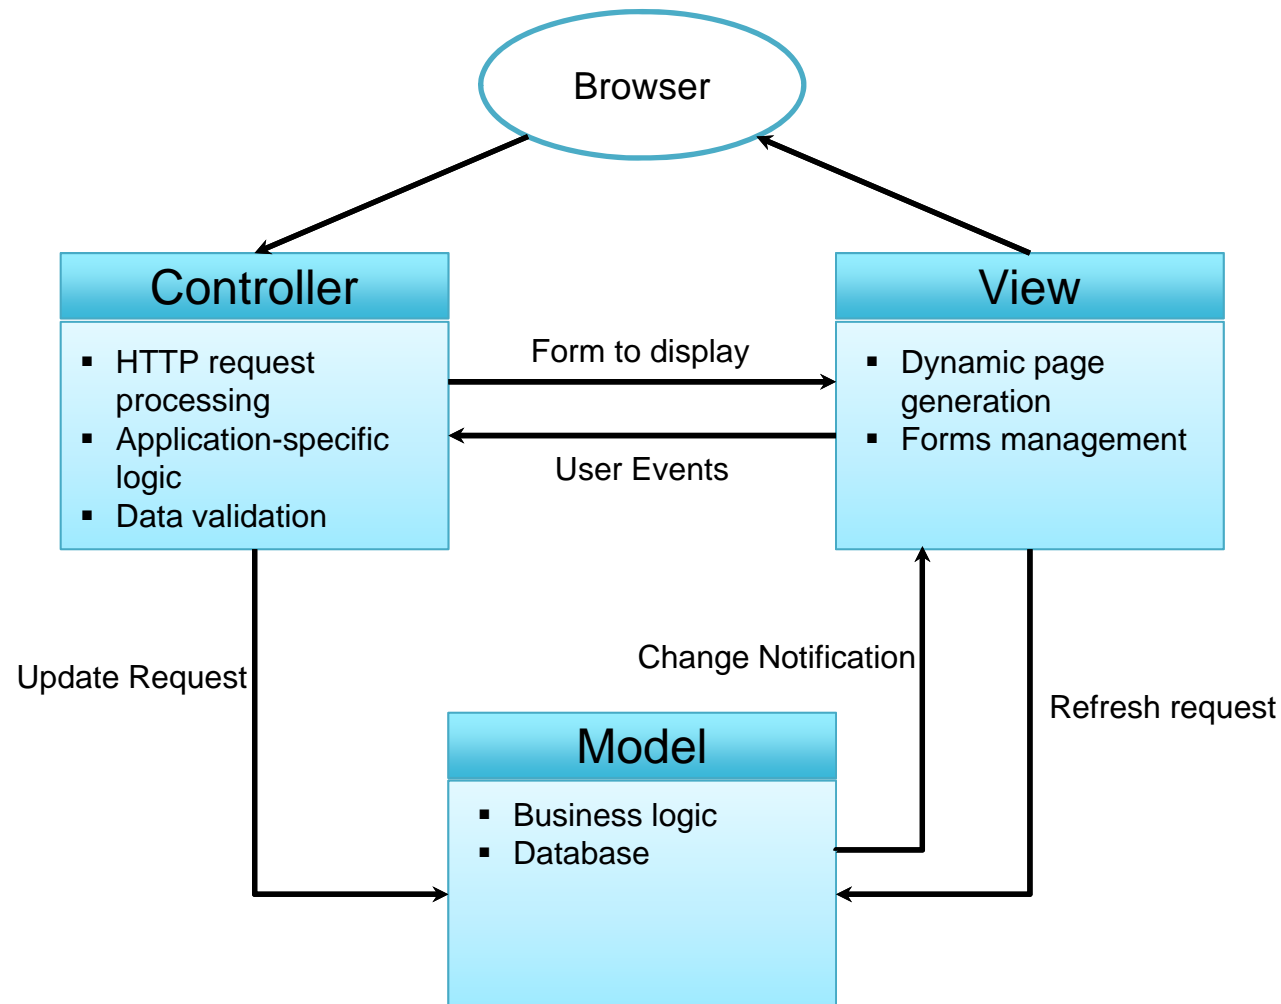 Browser
Controller
▪ HTTP request
processing
▪ Application-specific
logic
▪ Data validation
Form to display
User Events
View
▪ Dynamic page
generation
▪ Forms management
Update Request
Change Notification
Refresh request
Model
▪ Business logic
▪ Database